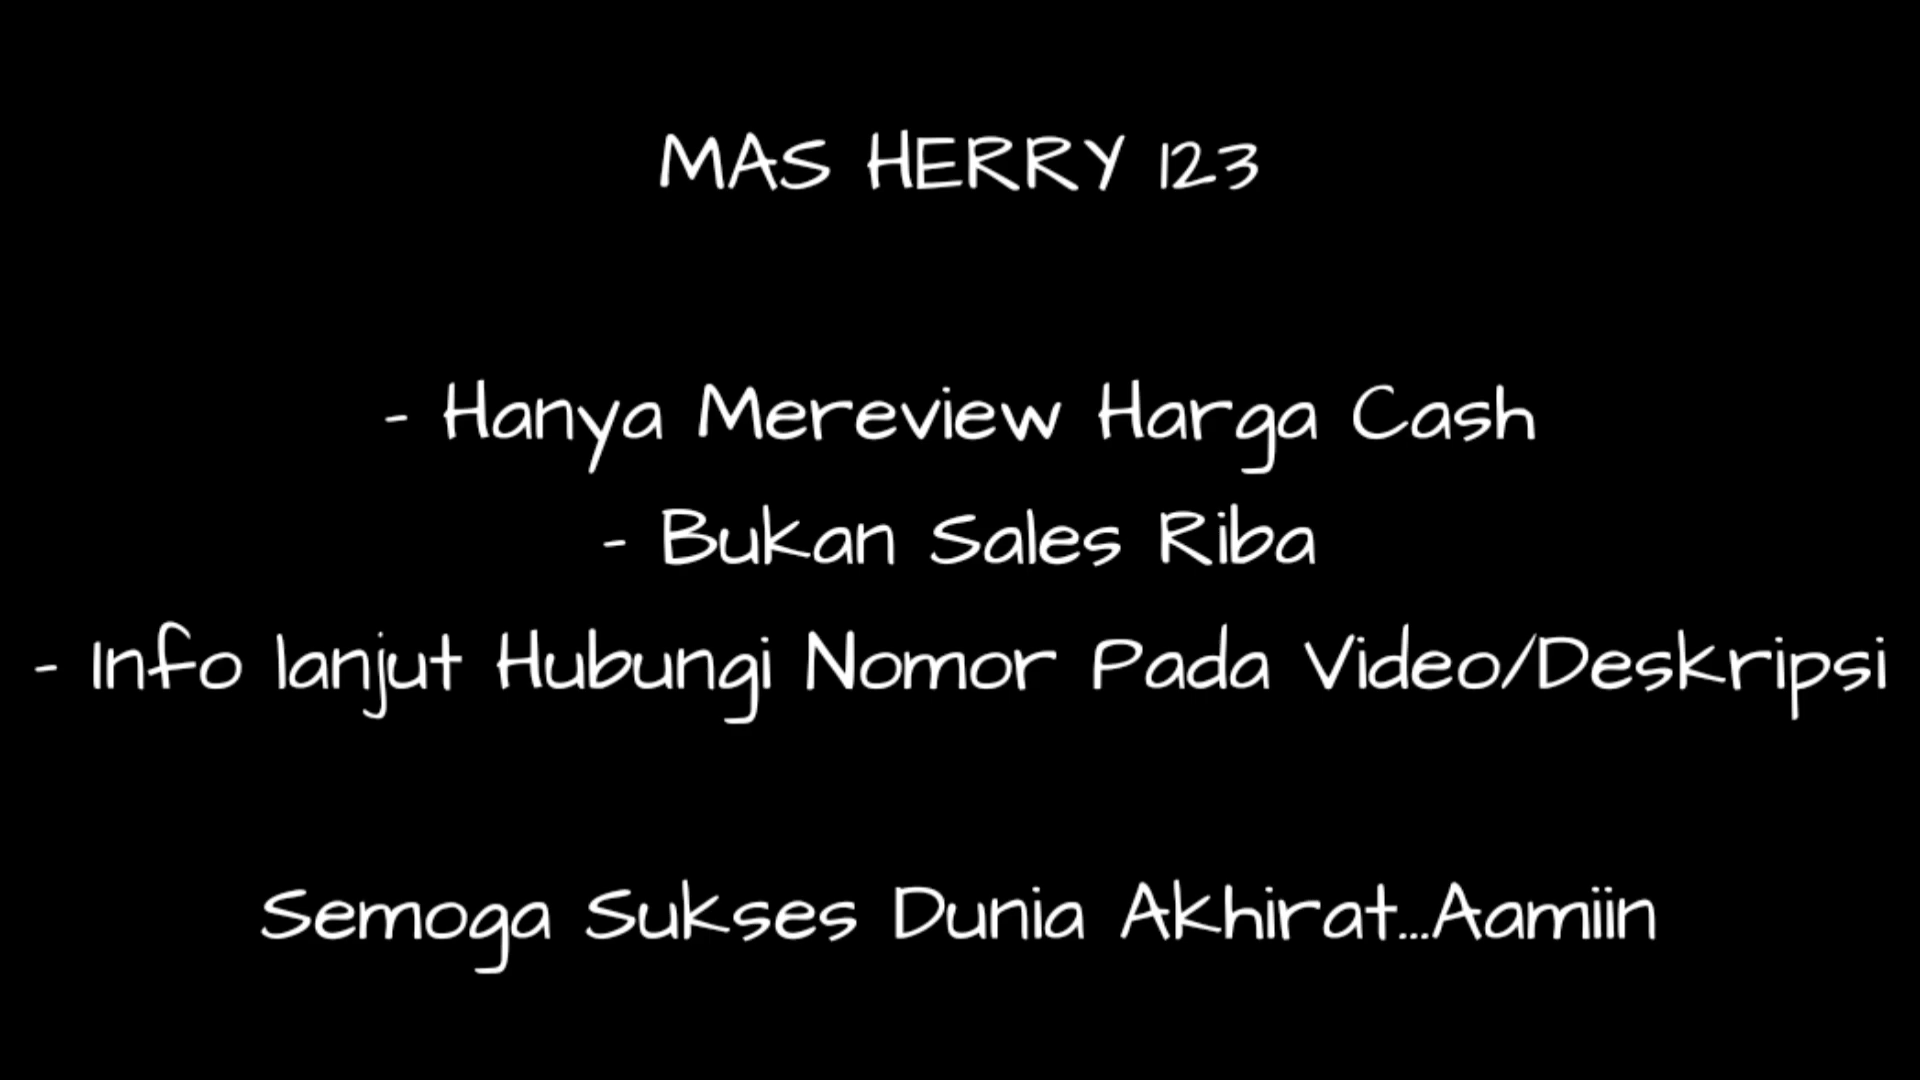 MAS HERRY 123
- Hanya Mereview Harga Cash
- Bukan Sales Riba
- Info lanjut Hubungi Nomor Pada Video/Deskripsi
Semoga Sukses Dunia Akhirat...Aamiin